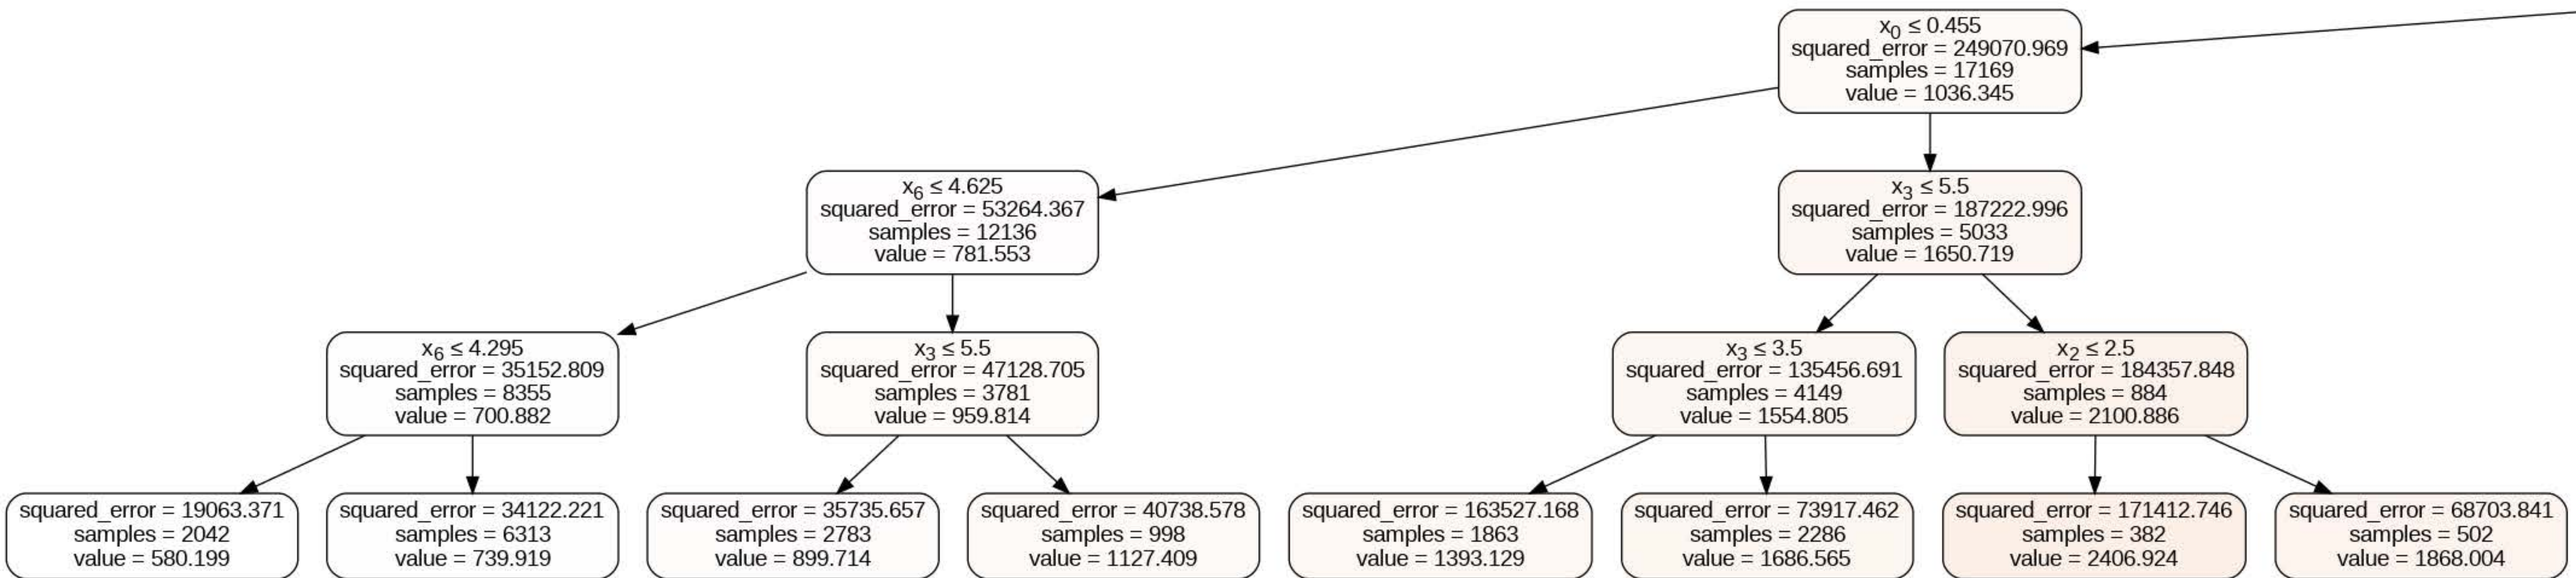 x0 ≤ 0.455
squared_error = 249070.969
samples = 17169
value = 1036.345
x6 ≤ 4.625
squared_error = 53264.367
samples = 12136
value = 781.553
x3 ≤ 5.5
squared_error = 187222.996
samples = 5033
value = 1650.719
x6 ≤ 4.295
squared_error = 35152.809
samples = 8355
value = 700.882
x3 ≤ 5.5
squared_error = 47128.705
samples = 3781
value = 959.814
x3 ≤ 3.5
squared_error = 135456.691
samples = 4149
value = 1554.805
x2 ≤ 2.5
squared_error = 184357.848
samples = 884
value = 2100.886
squared_error = 19063.371
samples = 2042
value = 580.199
squared_error = 34122.221
samples = 6313
value = 739.919
squared_error = 35735.657
samples = 2783
value = 899.714
squared_error = 40738.578
samples = 998
value = 1127.409
squared_error = 163527.168
samples = 1863
value = 1393.129
squared_error = 73917.462
samples = 2286
value = 1686.565
squared_error = 171412.746
samples = 382
value = 2406.924
squared_error = 68703.841
samples = 502
value = 1868.004